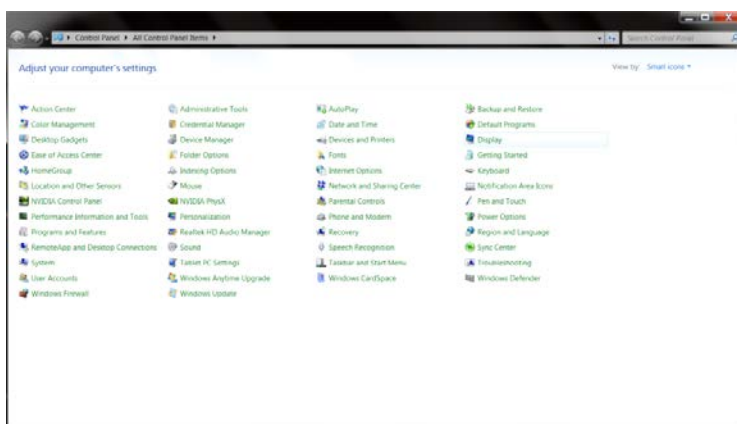 Control Panel ▸ All Control Panel Items ▸
Search Control Panel
Adjust your computer's settings
View by: Small icons
Action Center
Administrative Tools
AutoPlay
Backup and Restore
Color Management
Credential Manager
Date and Time
Default Programs
Desktop Gadgets
Device Manager
Devices and Printers
Display
Ease of Access Center
Folder Options
Fonts
Getting Started
HomeGroup
Indexing Options
Internet Options
Keyboard
Location and Other Sensors
Mouse
Network and Sharing Center
Notification Area Icons
NVIDIA Control Panel
NVIDIA PhysX
Parental Controls
Pen and Touch
Performance Information and Tools
Personalization
Phone and Modem
Power Options
Programs and Features
Realtek HD Audio Manager
Recovery
Region and Language
RemoteApp and Desktop Connections
Sound
Speech Recognition
Sync Center
System
Tablet PC Settings
Taskbar and Start Menu
Troubleshooting
User Accounts
Windows Anytime Upgrade
Windows CardSpace
Windows Defender
Windows Firewall
Windows Update